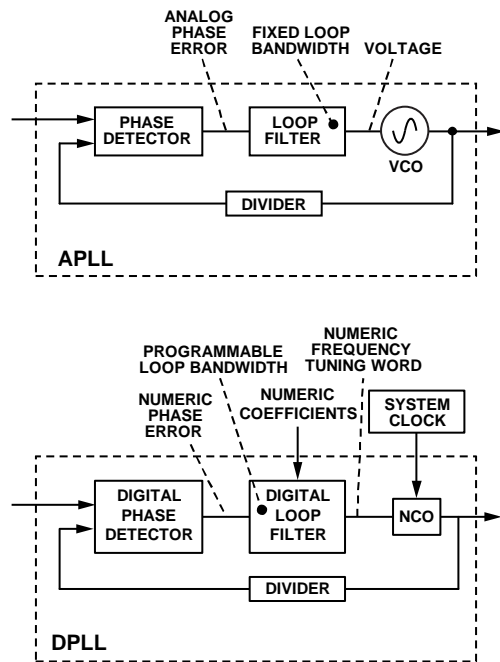 ANALOG
PHASE
ERROR
FIXED LOOP
BANDWIDTH
VOLTAGE
PHASE
DETECTOR
LOOP
FILTER
VCO
DIVIDER
APLL
PROGRAMMABLE
LOOP BANDWIDTH
NUMERIC
PHASE
ERROR
NUMERIC
COEFFICIENTS
NUMERIC
FREQUENCY
TUNING WORD
SYSTEM
CLOCK
DIGITAL
PHASE
DETECTOR
DIGITAL
LOOP
FILTER
NCO
DIVIDER
DPLL